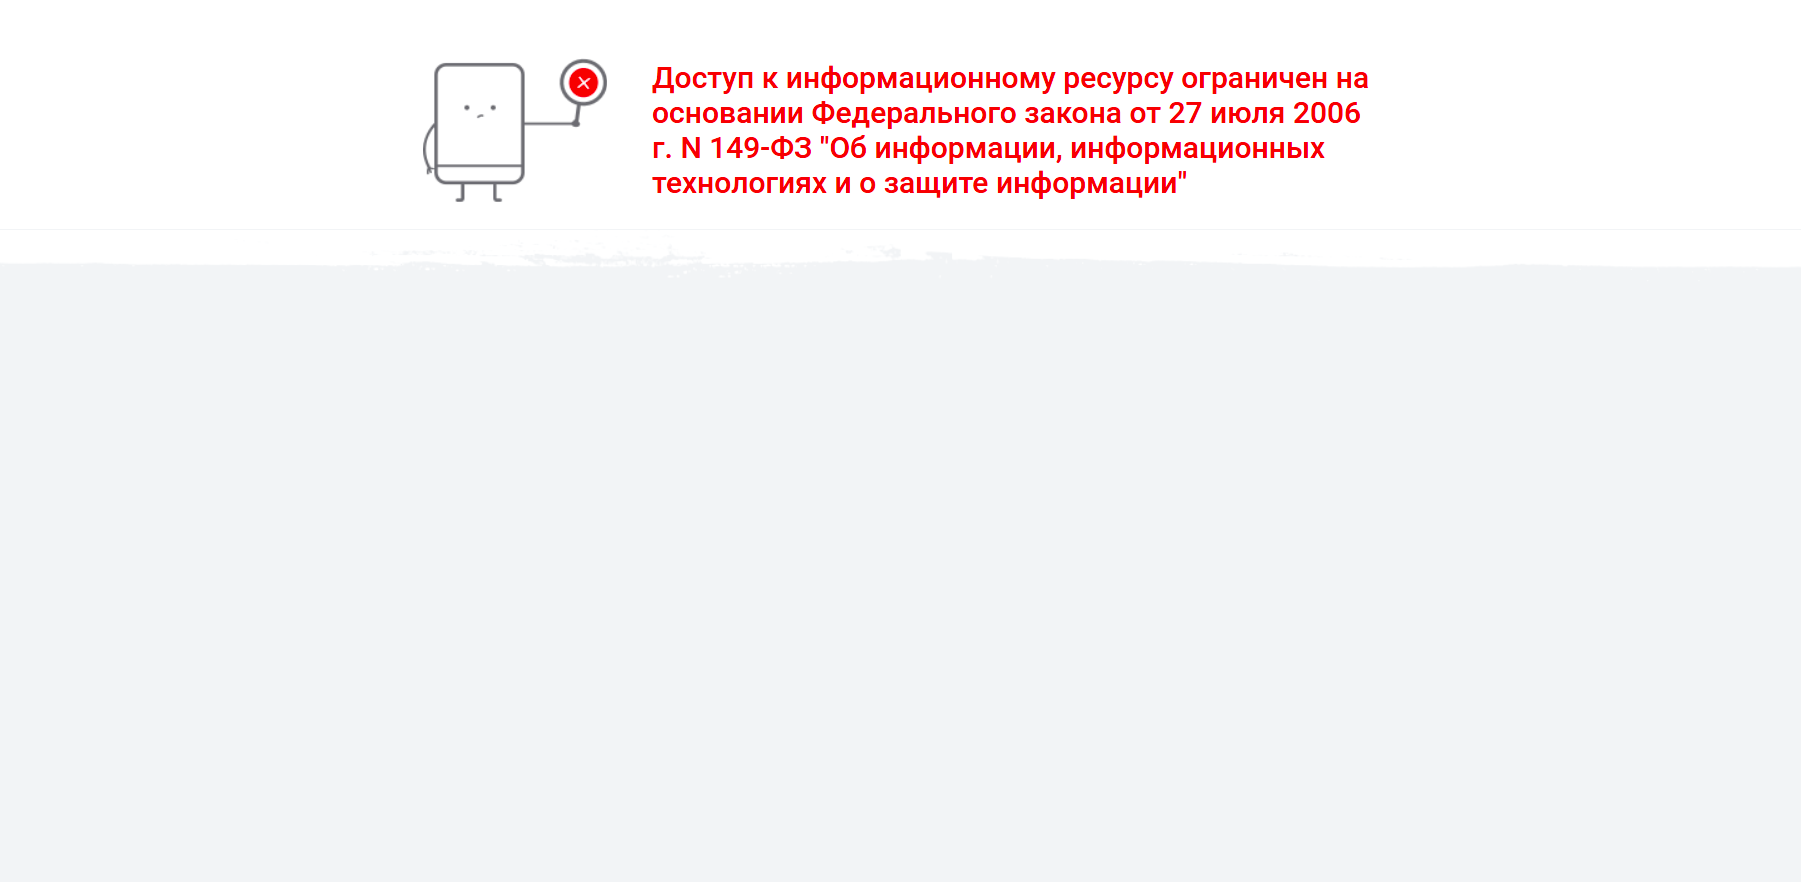 Доступ к информационному ресурсу ограничен на
основании Федерального закона от 27 июля 2006
г. N 149-ФЗ "Об информации, информационных
технологиях и о защите информации"